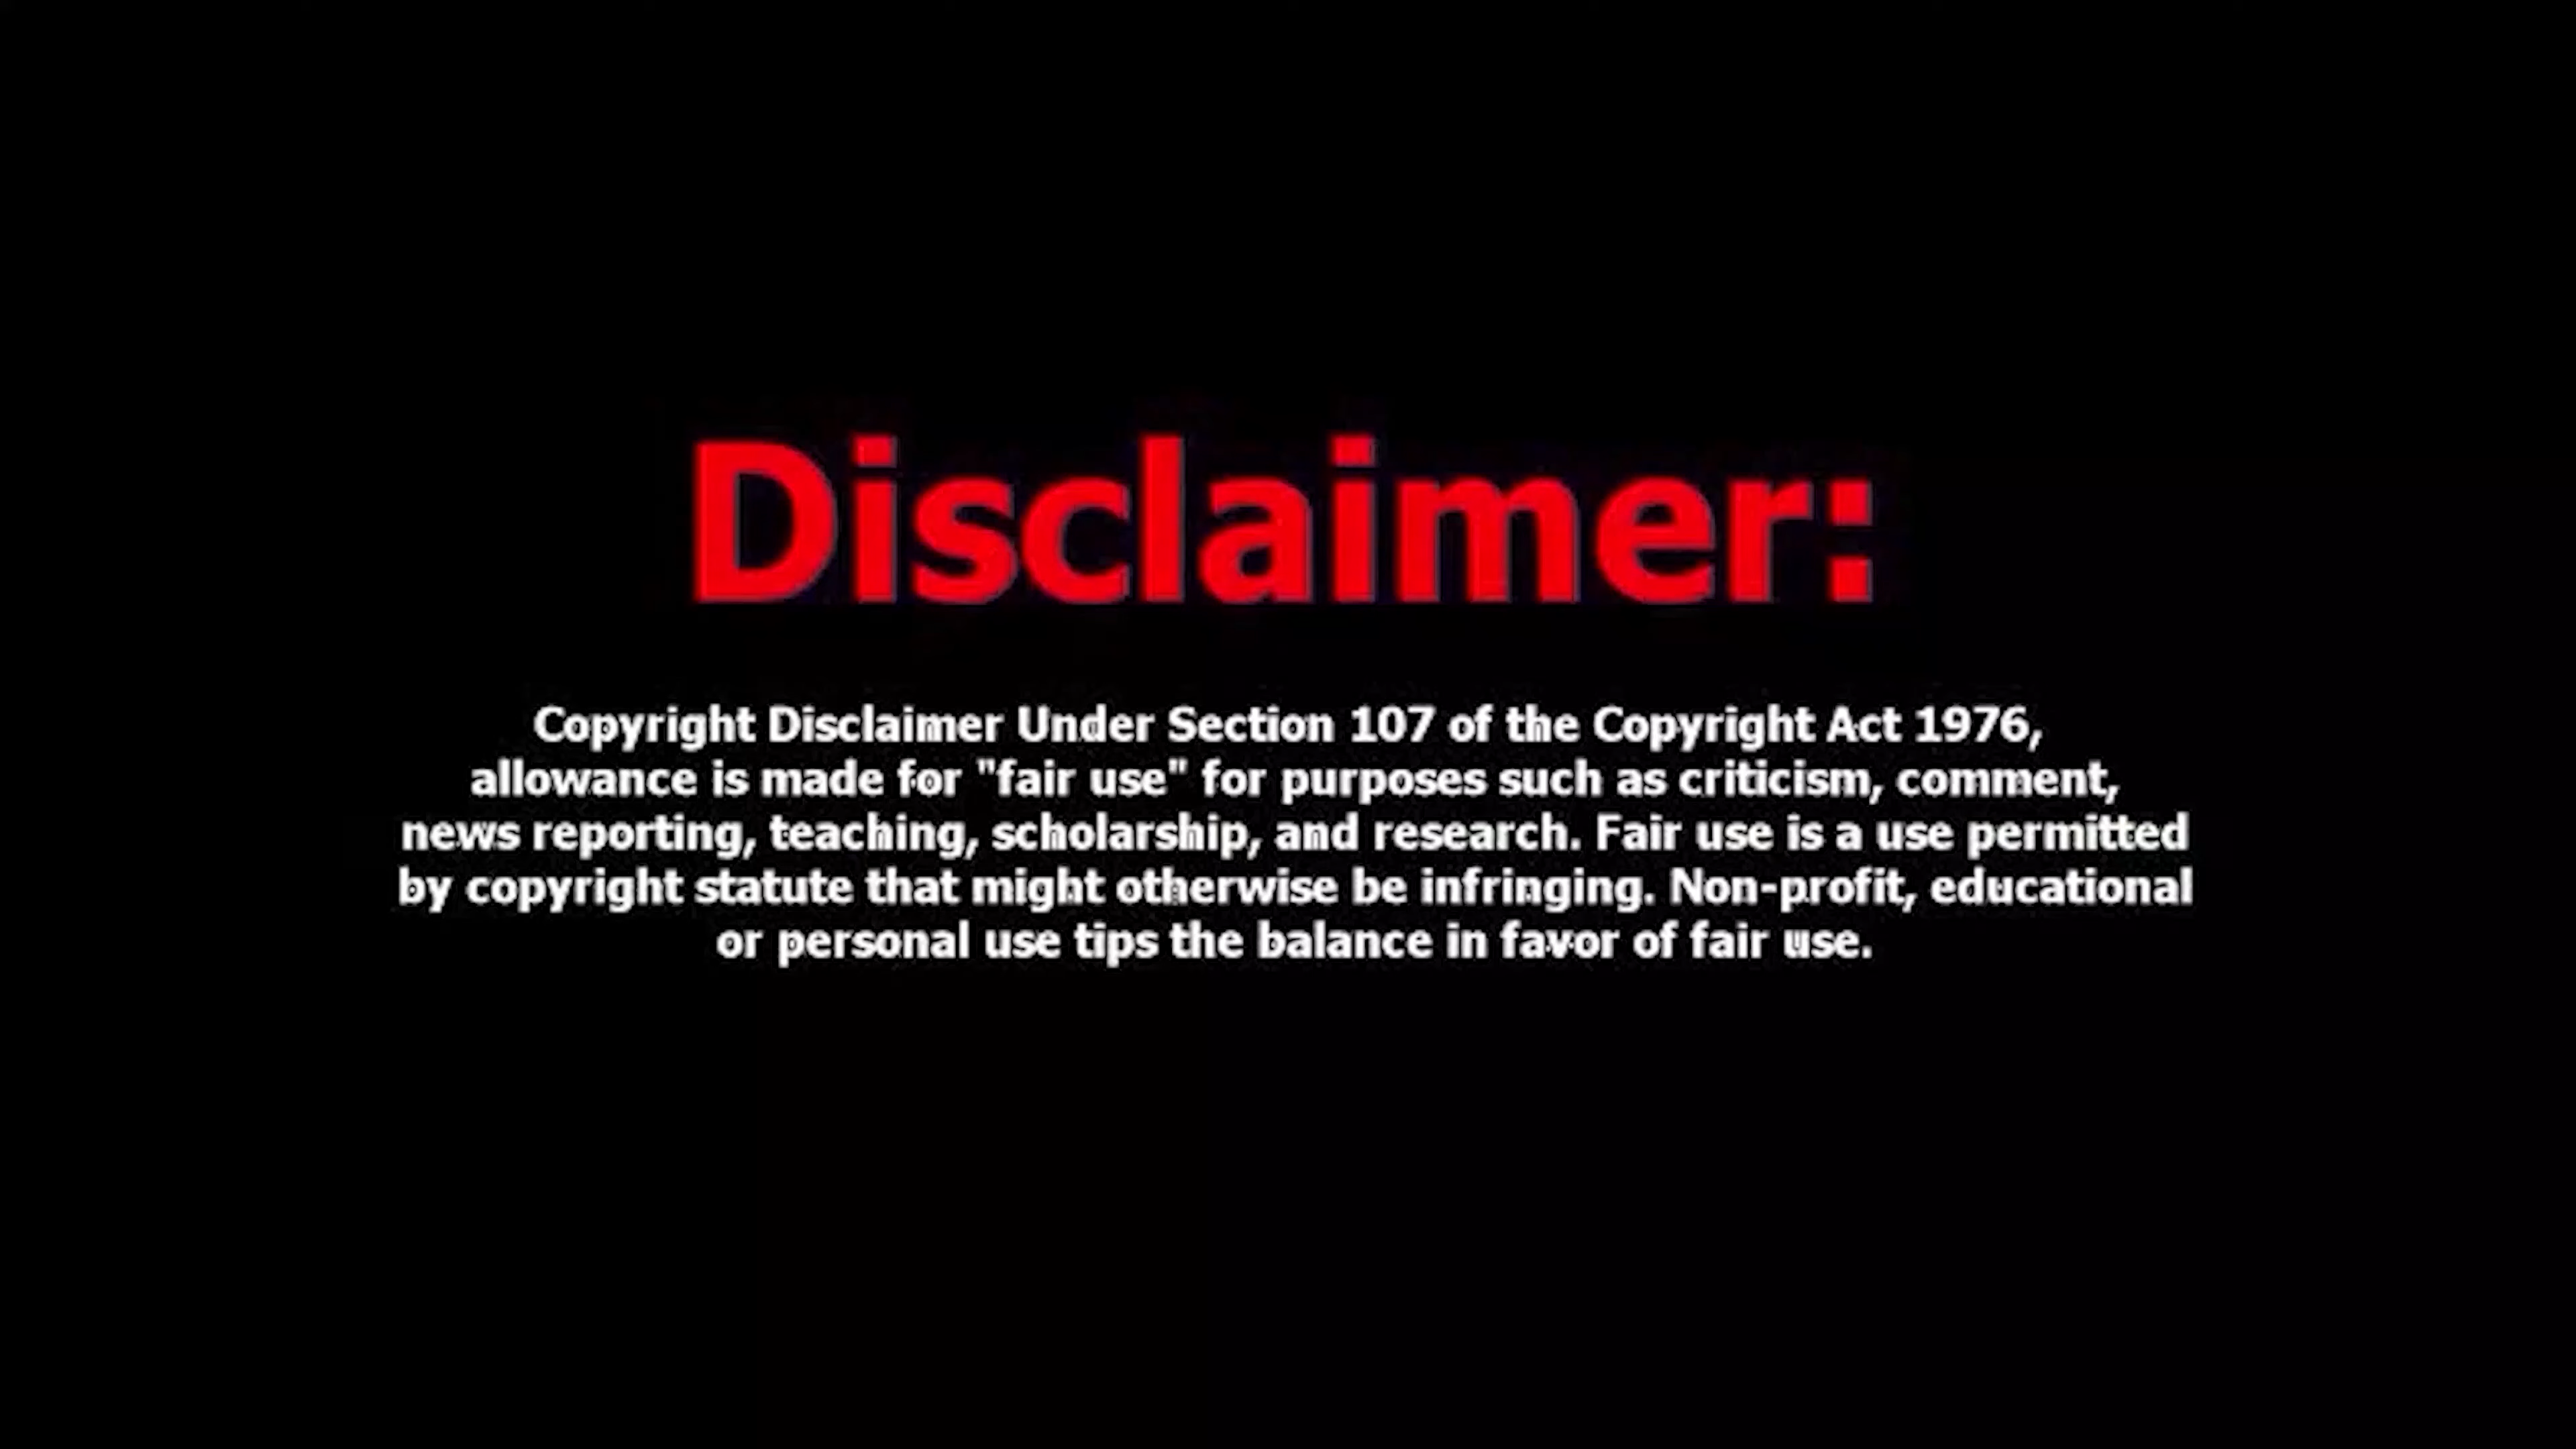 Disclaimer:
Copyright Disclaimer Under Section 107 of the Copyright Act 1976,
allowance is made for "fair use" for purposes such as criticism, comment,
news reporting, teaching, scholarship, and research. Fair use is a use permitted
by copyright statute that might otherwise be infringing. Non-profit, educational
or personal use tips the balance in favor of fair use.